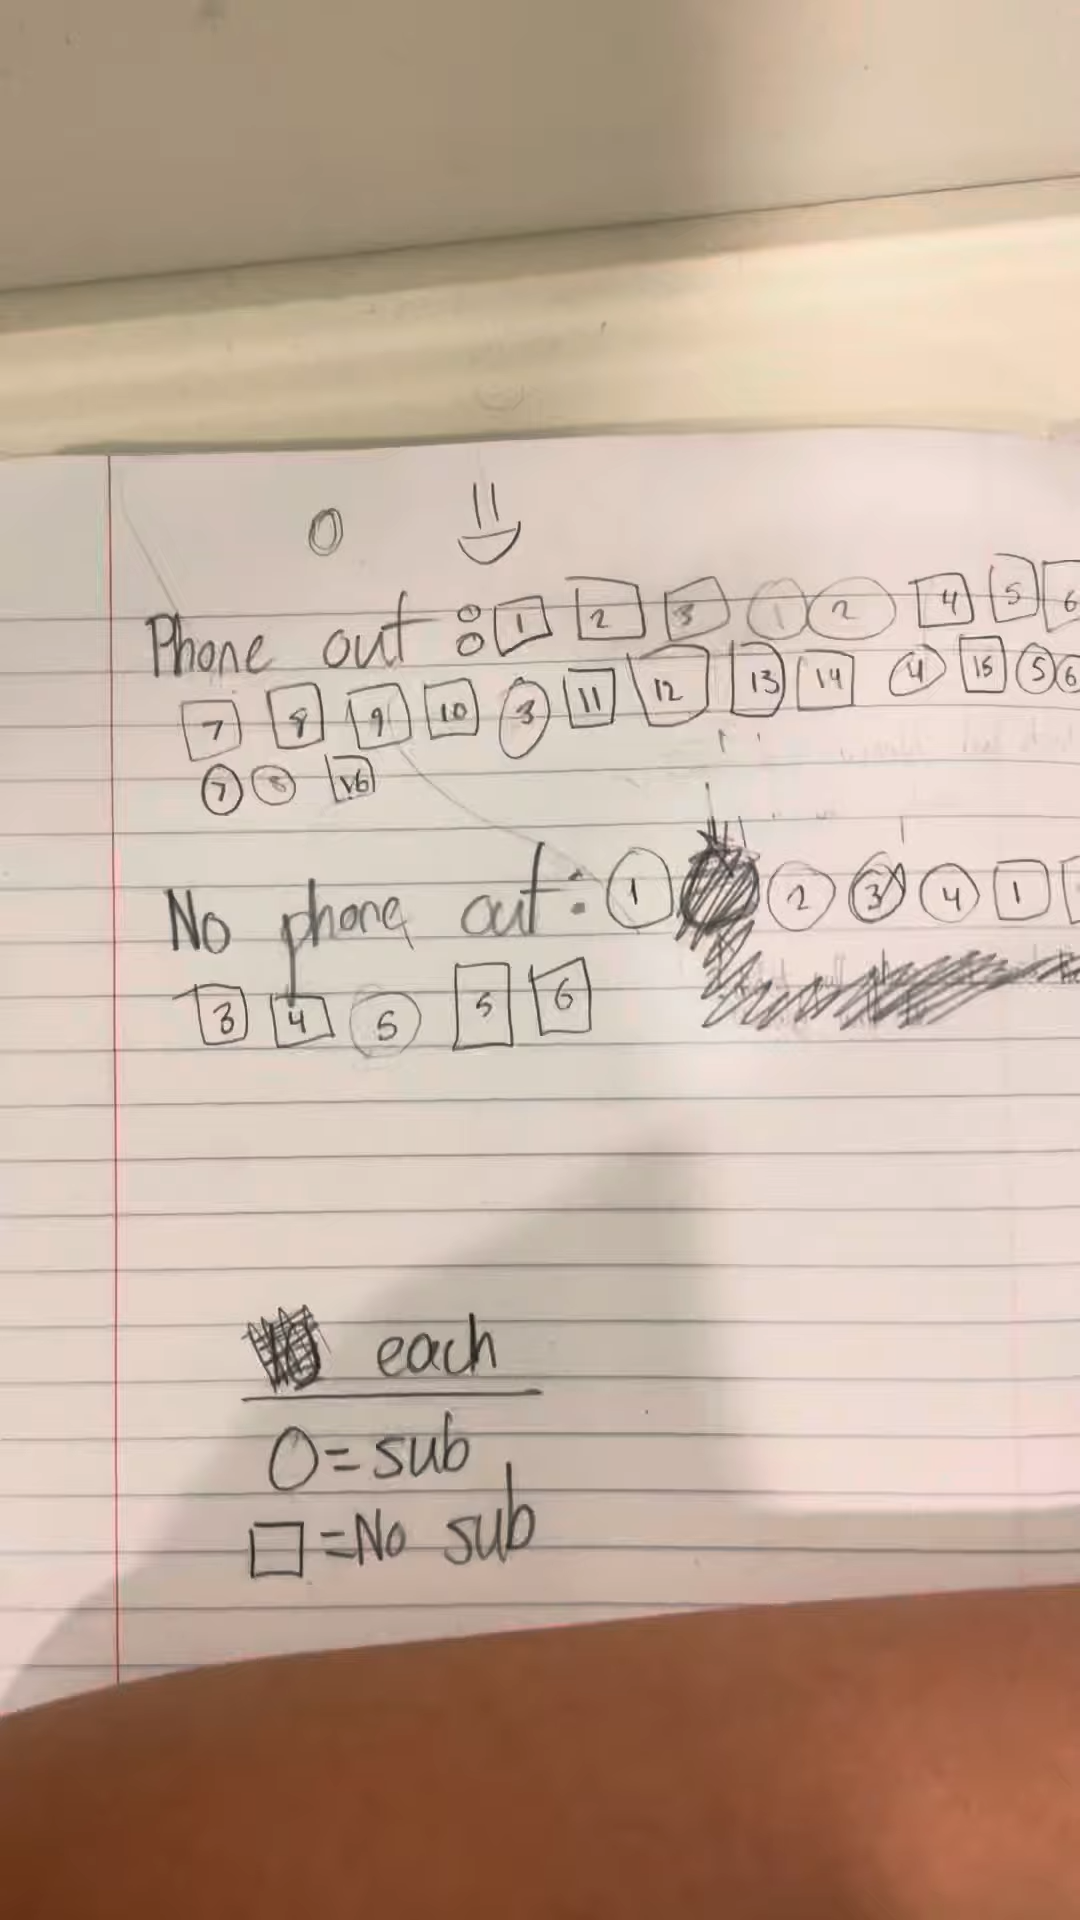 Phone out : 1 2 3 1 2 4 5 6
7 8 9 10 3 11 12 13 14 4 15 5 6
7 8 16
No phone out : 1 2 3 4 1
3 4 5 5 6
each
O = sub
□ = No sub